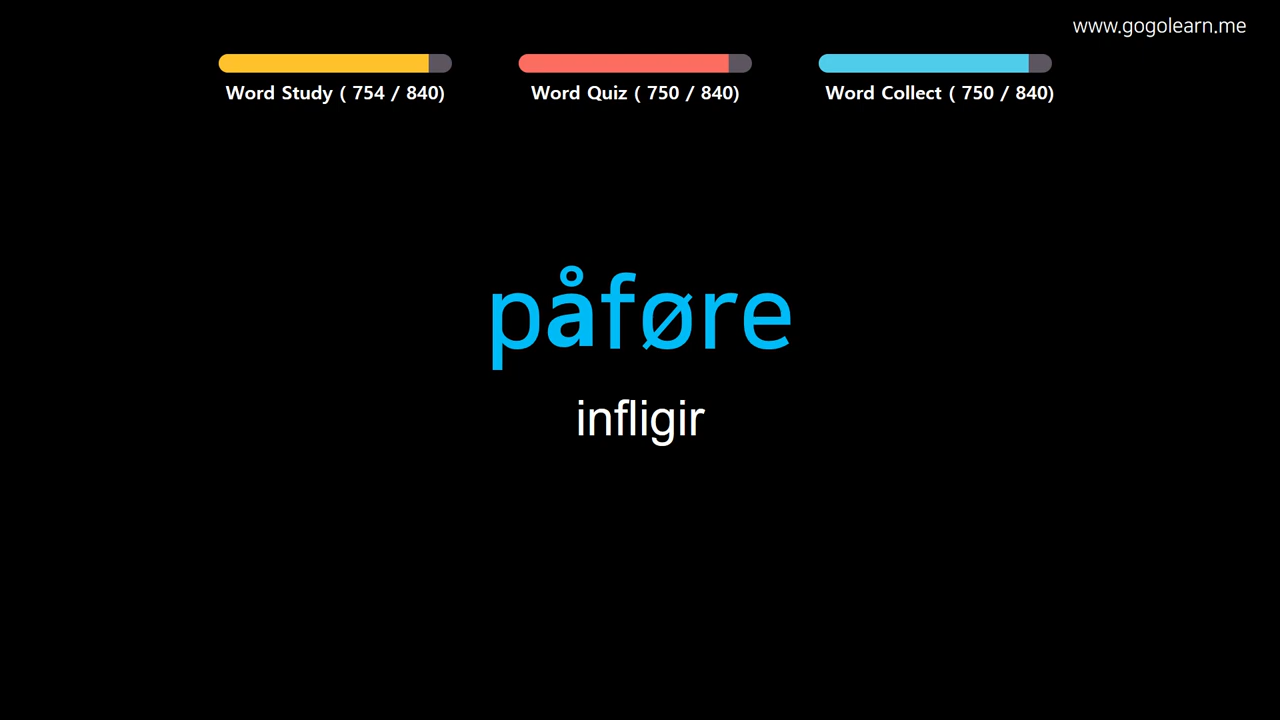 www.gogolearn.me
Word Study ( 754 / 840)
Word Quiz ( 750 / 840)
Word Collect ( 750 / 840)
påføre
infligir